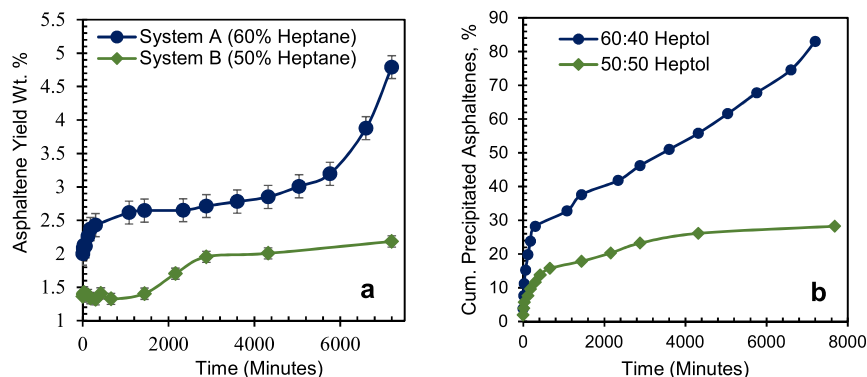 5.5
5
4.5
4
3.5
3
2.5
2
1.5
1
Asphaltene Yield Wt. %
System A (60% Heptane)
System B (50% Heptane)
a
0
2000
4000
6000
Time (Minutes)
90
80
70
60
50
40
30
20
10
0
Cum. Precipitated Asphaltenes, %
60:40 Heptol
50:50 Heptol
b
0
2000
4000
6000
8000
Time (Minutes)